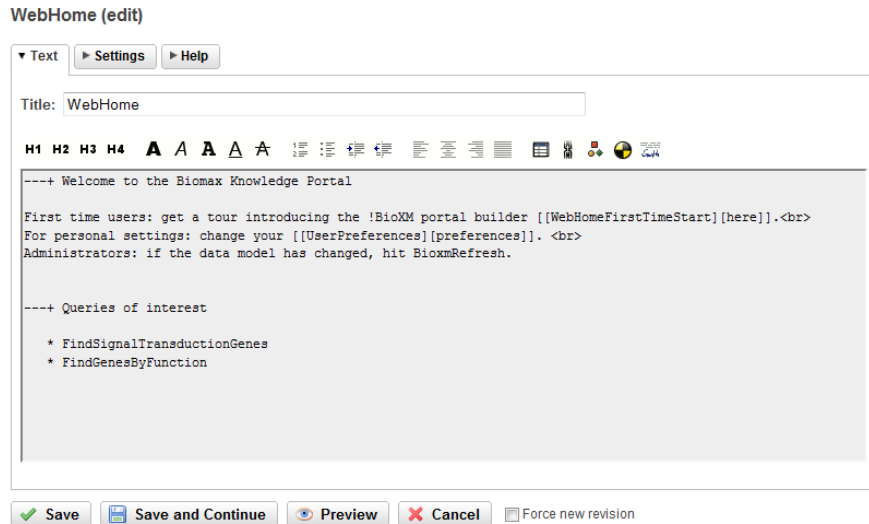 WebHome (edit)
Text Settings Help
Title: WebHome
H1 H2 H3 H4 A A A A A
---+ Welcome to the Biomax Knowledge Portal
First time users: get a tour introducing the !BioXM portal builder [[WebHomeFirstTimeStart][here]].<br>
For personal settings: change your [[UserPreferences][preferences]]. <br>
Administrators: if the data model has changed, hit BioxmRefresh.
---+ Queries of interest
* FindSignalTransductionGenes
* FindGenesByFunction
Save Save and Continue Preview Cancel Force new revision